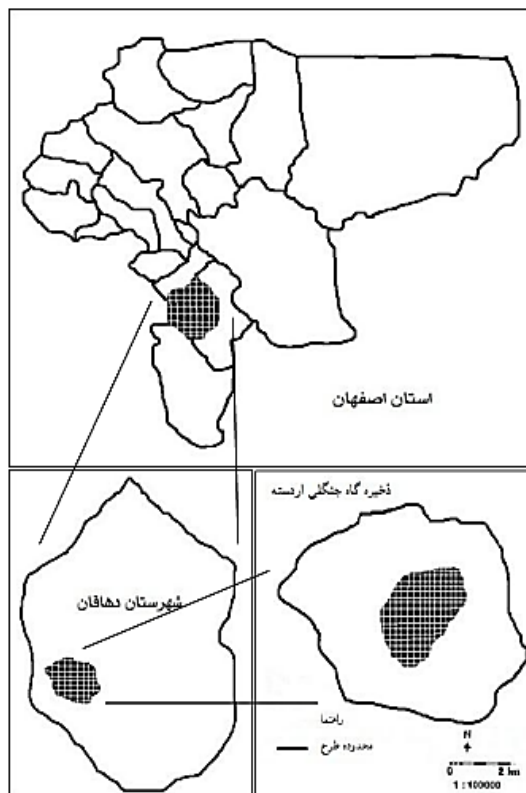 استان اصفهان
ذخیره گاه جنگلی اردسته
شهرستان دهاقان
راهنما
محدوده طرح
N
0 2 km
1 : 100000